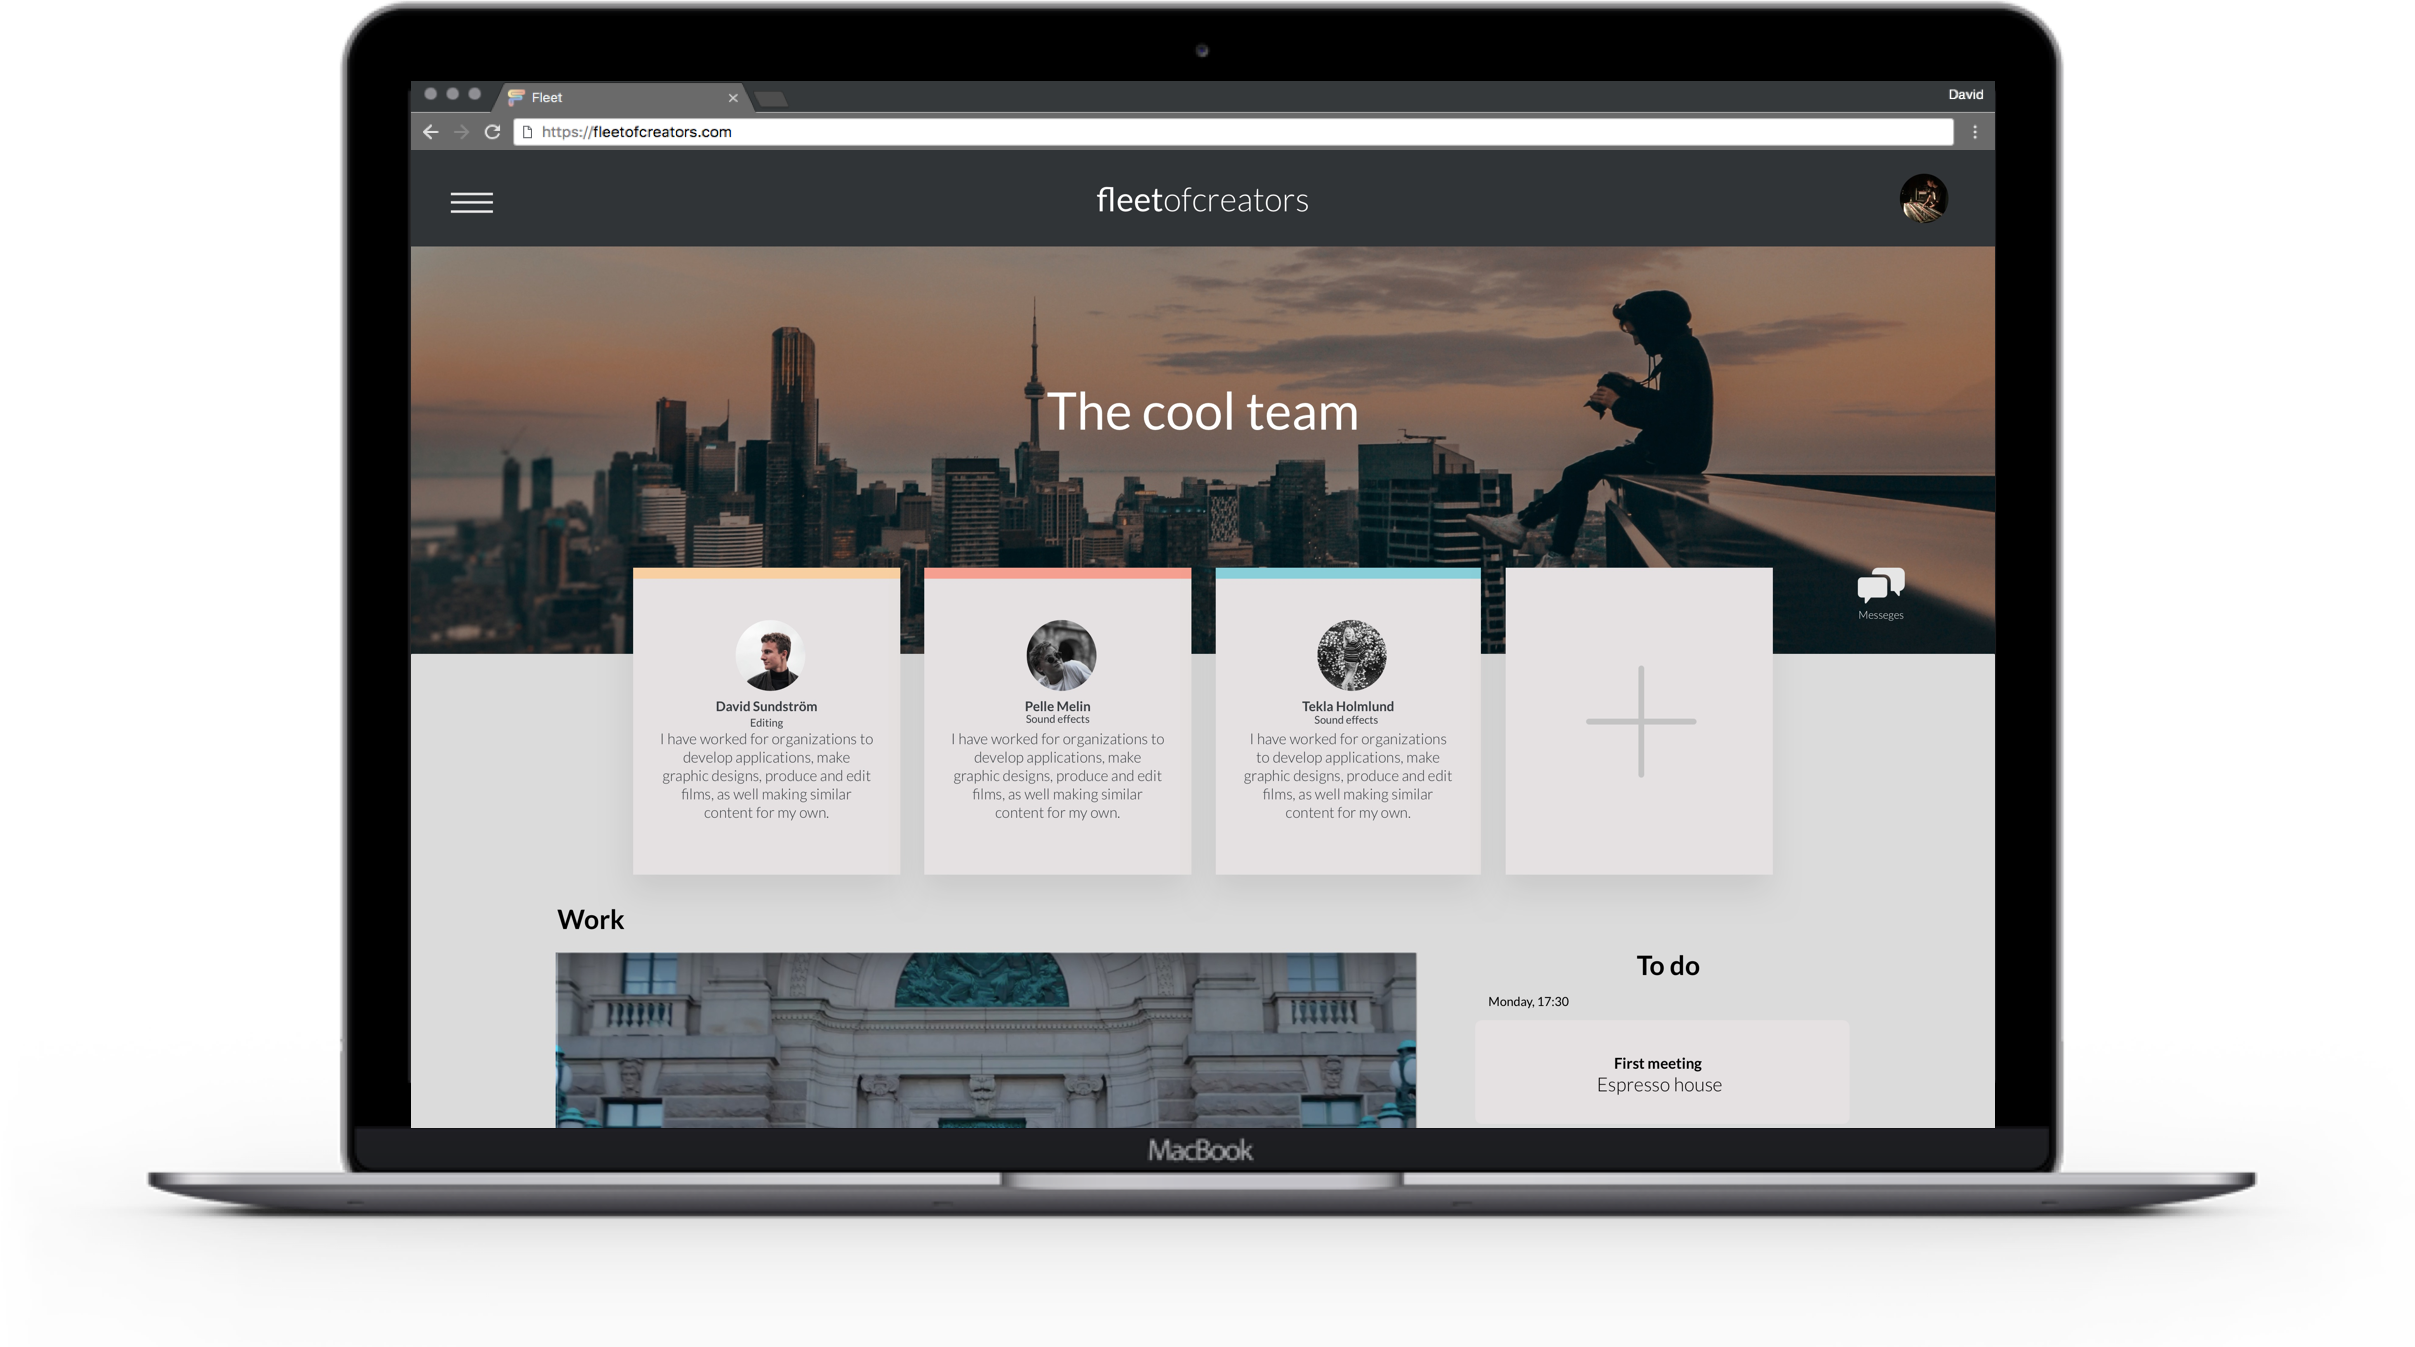 Fleet
David
https://fleetofcreators.com
fleetofcreators
The cool team
Messeges
David Sundström
Editing
I have worked for organizations to
develop applications, make
graphic designs, produce and edit
films, as well making similar
content for my own.
Pelle Melin
Sound effects
I have worked for organizations to
develop applications, make
graphic designs, produce and edit
films, as well making similar
content for my own.
Tekla Holmlund
Sound effects
I have worked for organizations
to develop applications, make
graphic designs, produce and edit
films, as well making similar
content for my own.
Work
To do
Monday, 17:30
First meeting
Espresso house
MacBook